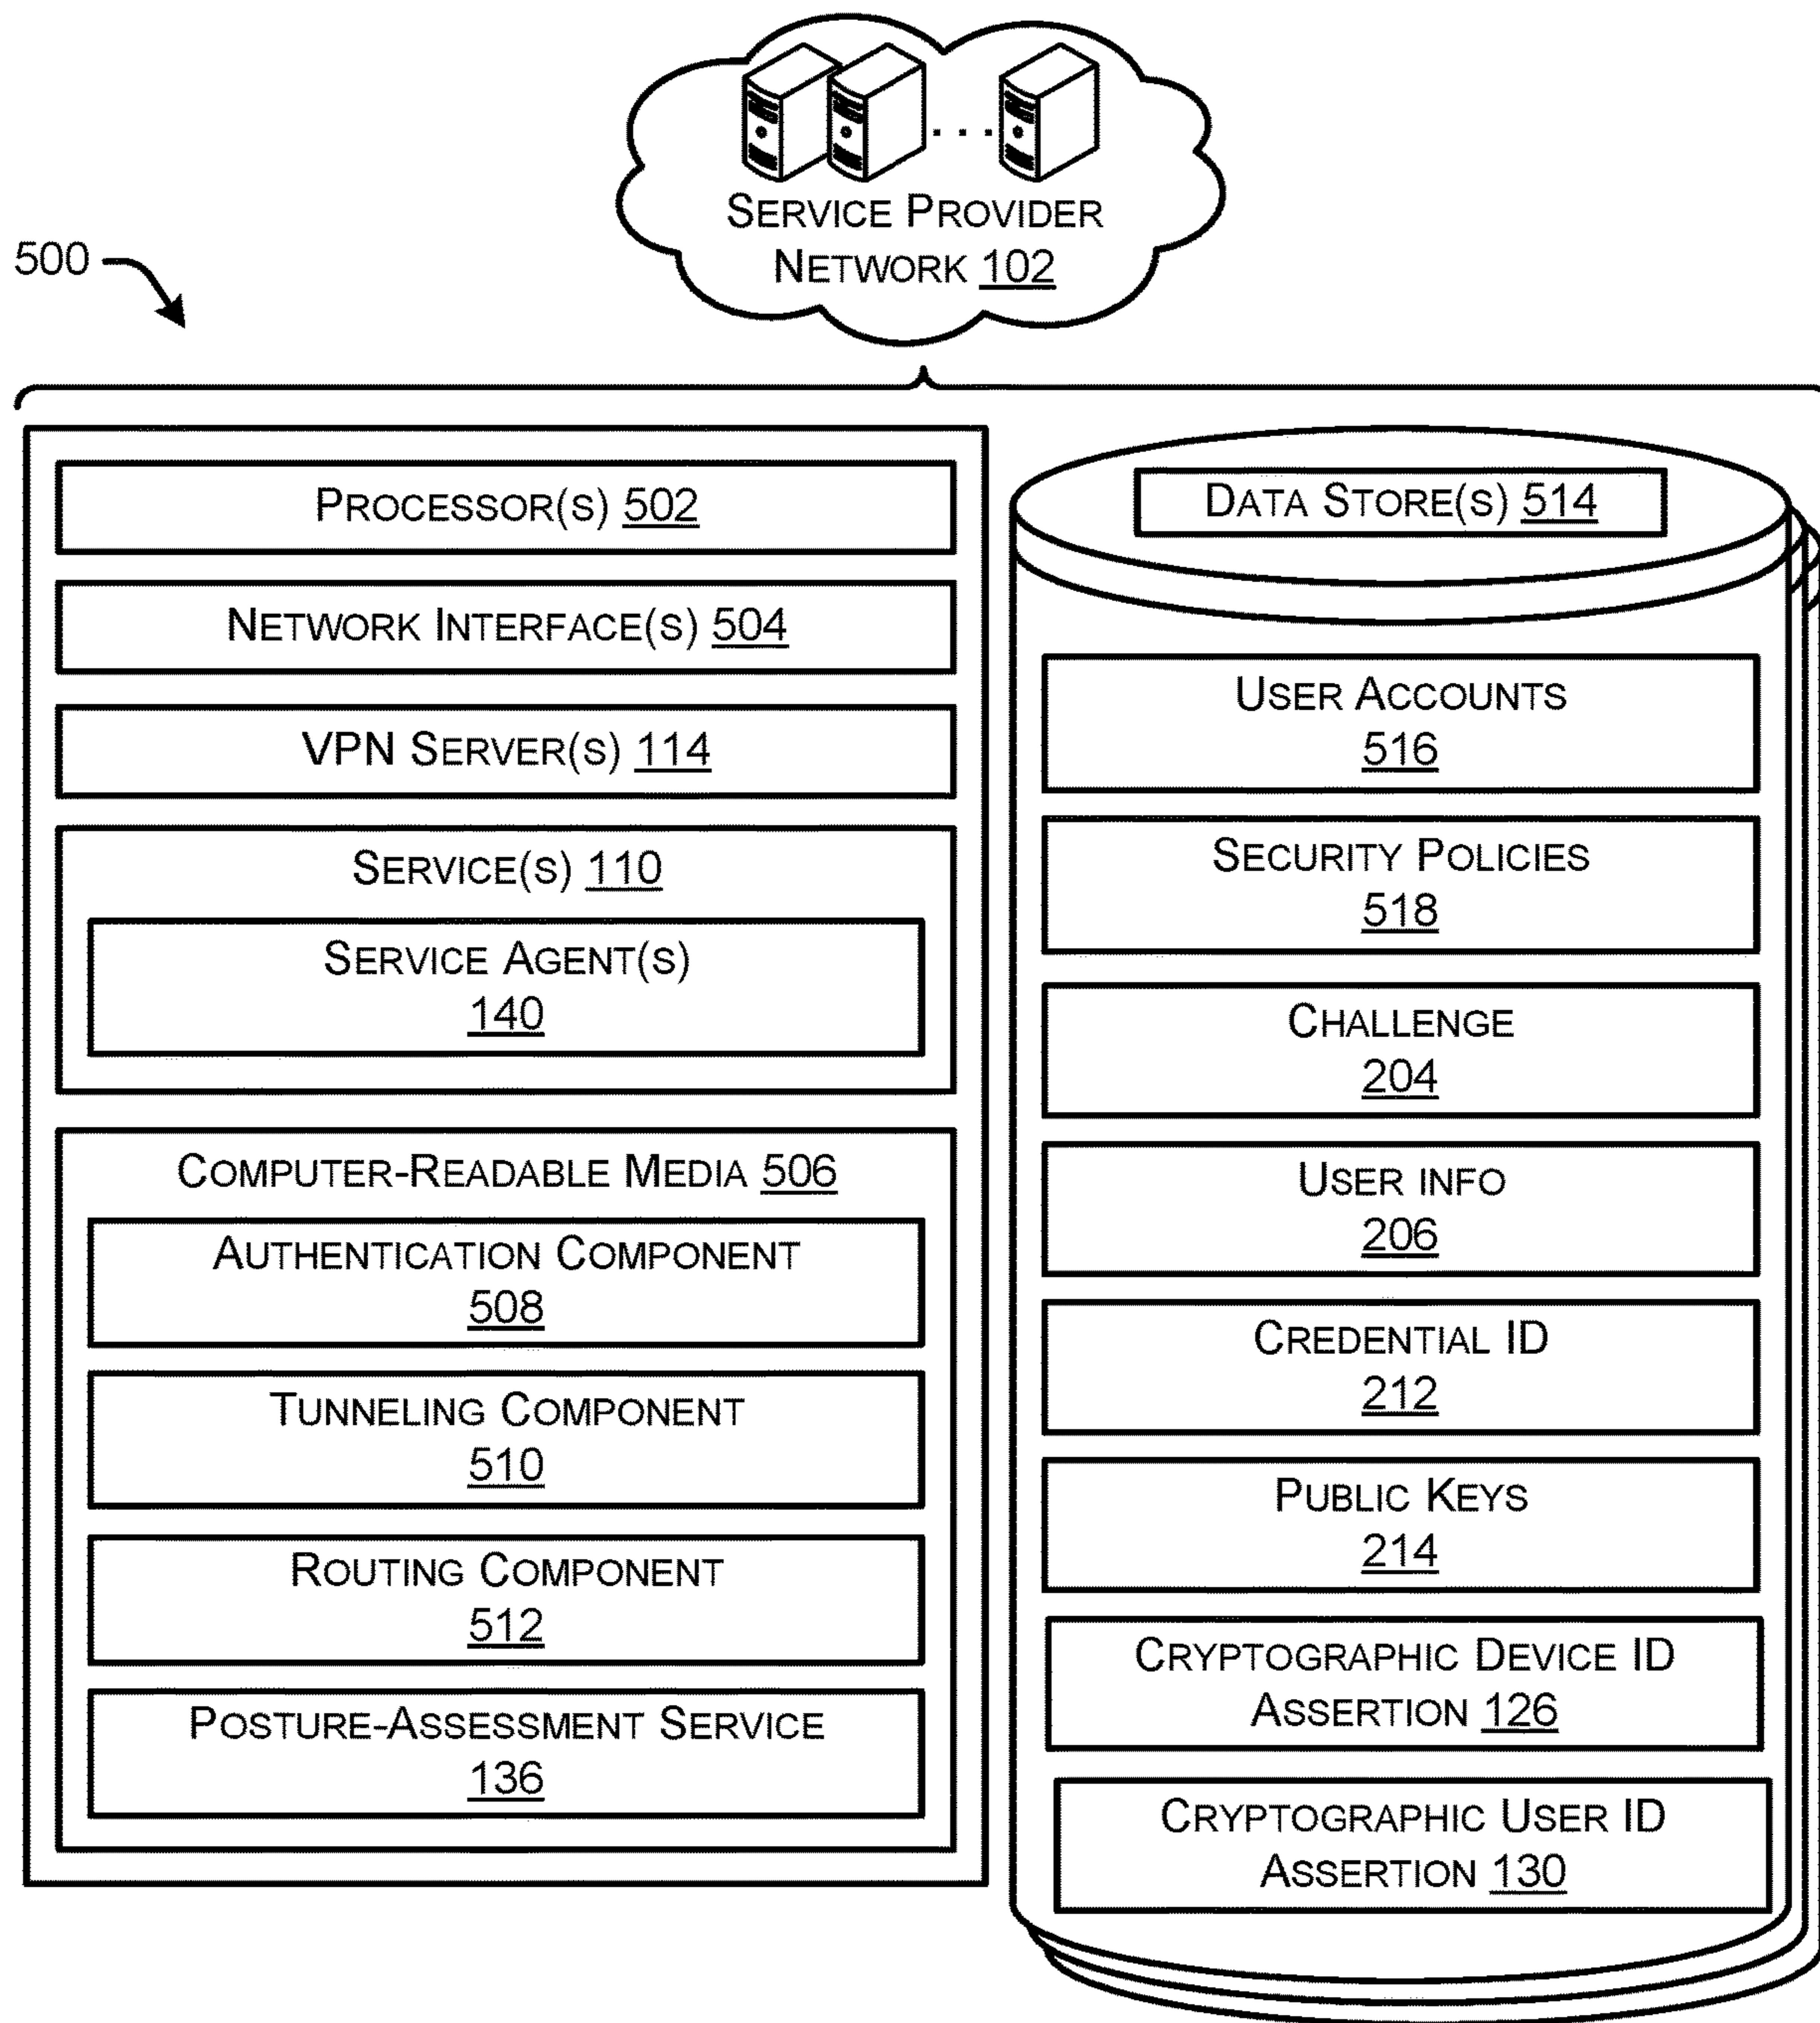 SERVICE PROVIDER
NETWORK 102
500
PROCESSOR(S) 502
NETWORK INTERFACE(S) 504
VPN SERVER(S) 114
SERVICE(S) 110
SERVICE AGENT(S)
140
COMPUTER-READABLE MEDIA 506
AUTHENTICATION COMPONENT
508
TUNNELING COMPONENT
510
ROUTING COMPONENT
512
POSTURE-ASSESSMENT SERVICE
136
DATA STORE(S) 514
USER ACCOUNTS
516
SECURITY POLICIES
518
CHALLENGE
204
USER INFO
206
CREDENTIAL ID
212
PUBLIC KEYS
214
CRYPTOGRAPHIC DEVICE ID
ASSERTION 126
CRYPTOGRAPHIC USER ID
ASSERTION 130